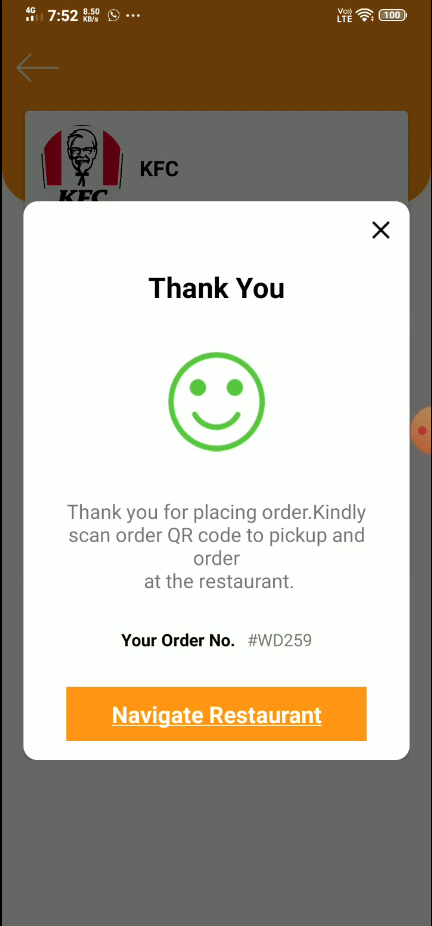 4G 7:52 8.50 KB/s ... Vo)) LTE 100
KFC
KFC
Thank You
Thank you for placing order.Kindly
scan order QR code to pickup and
order
at the restaurant.
Your Order No. #WD259
Navigate Restaurant